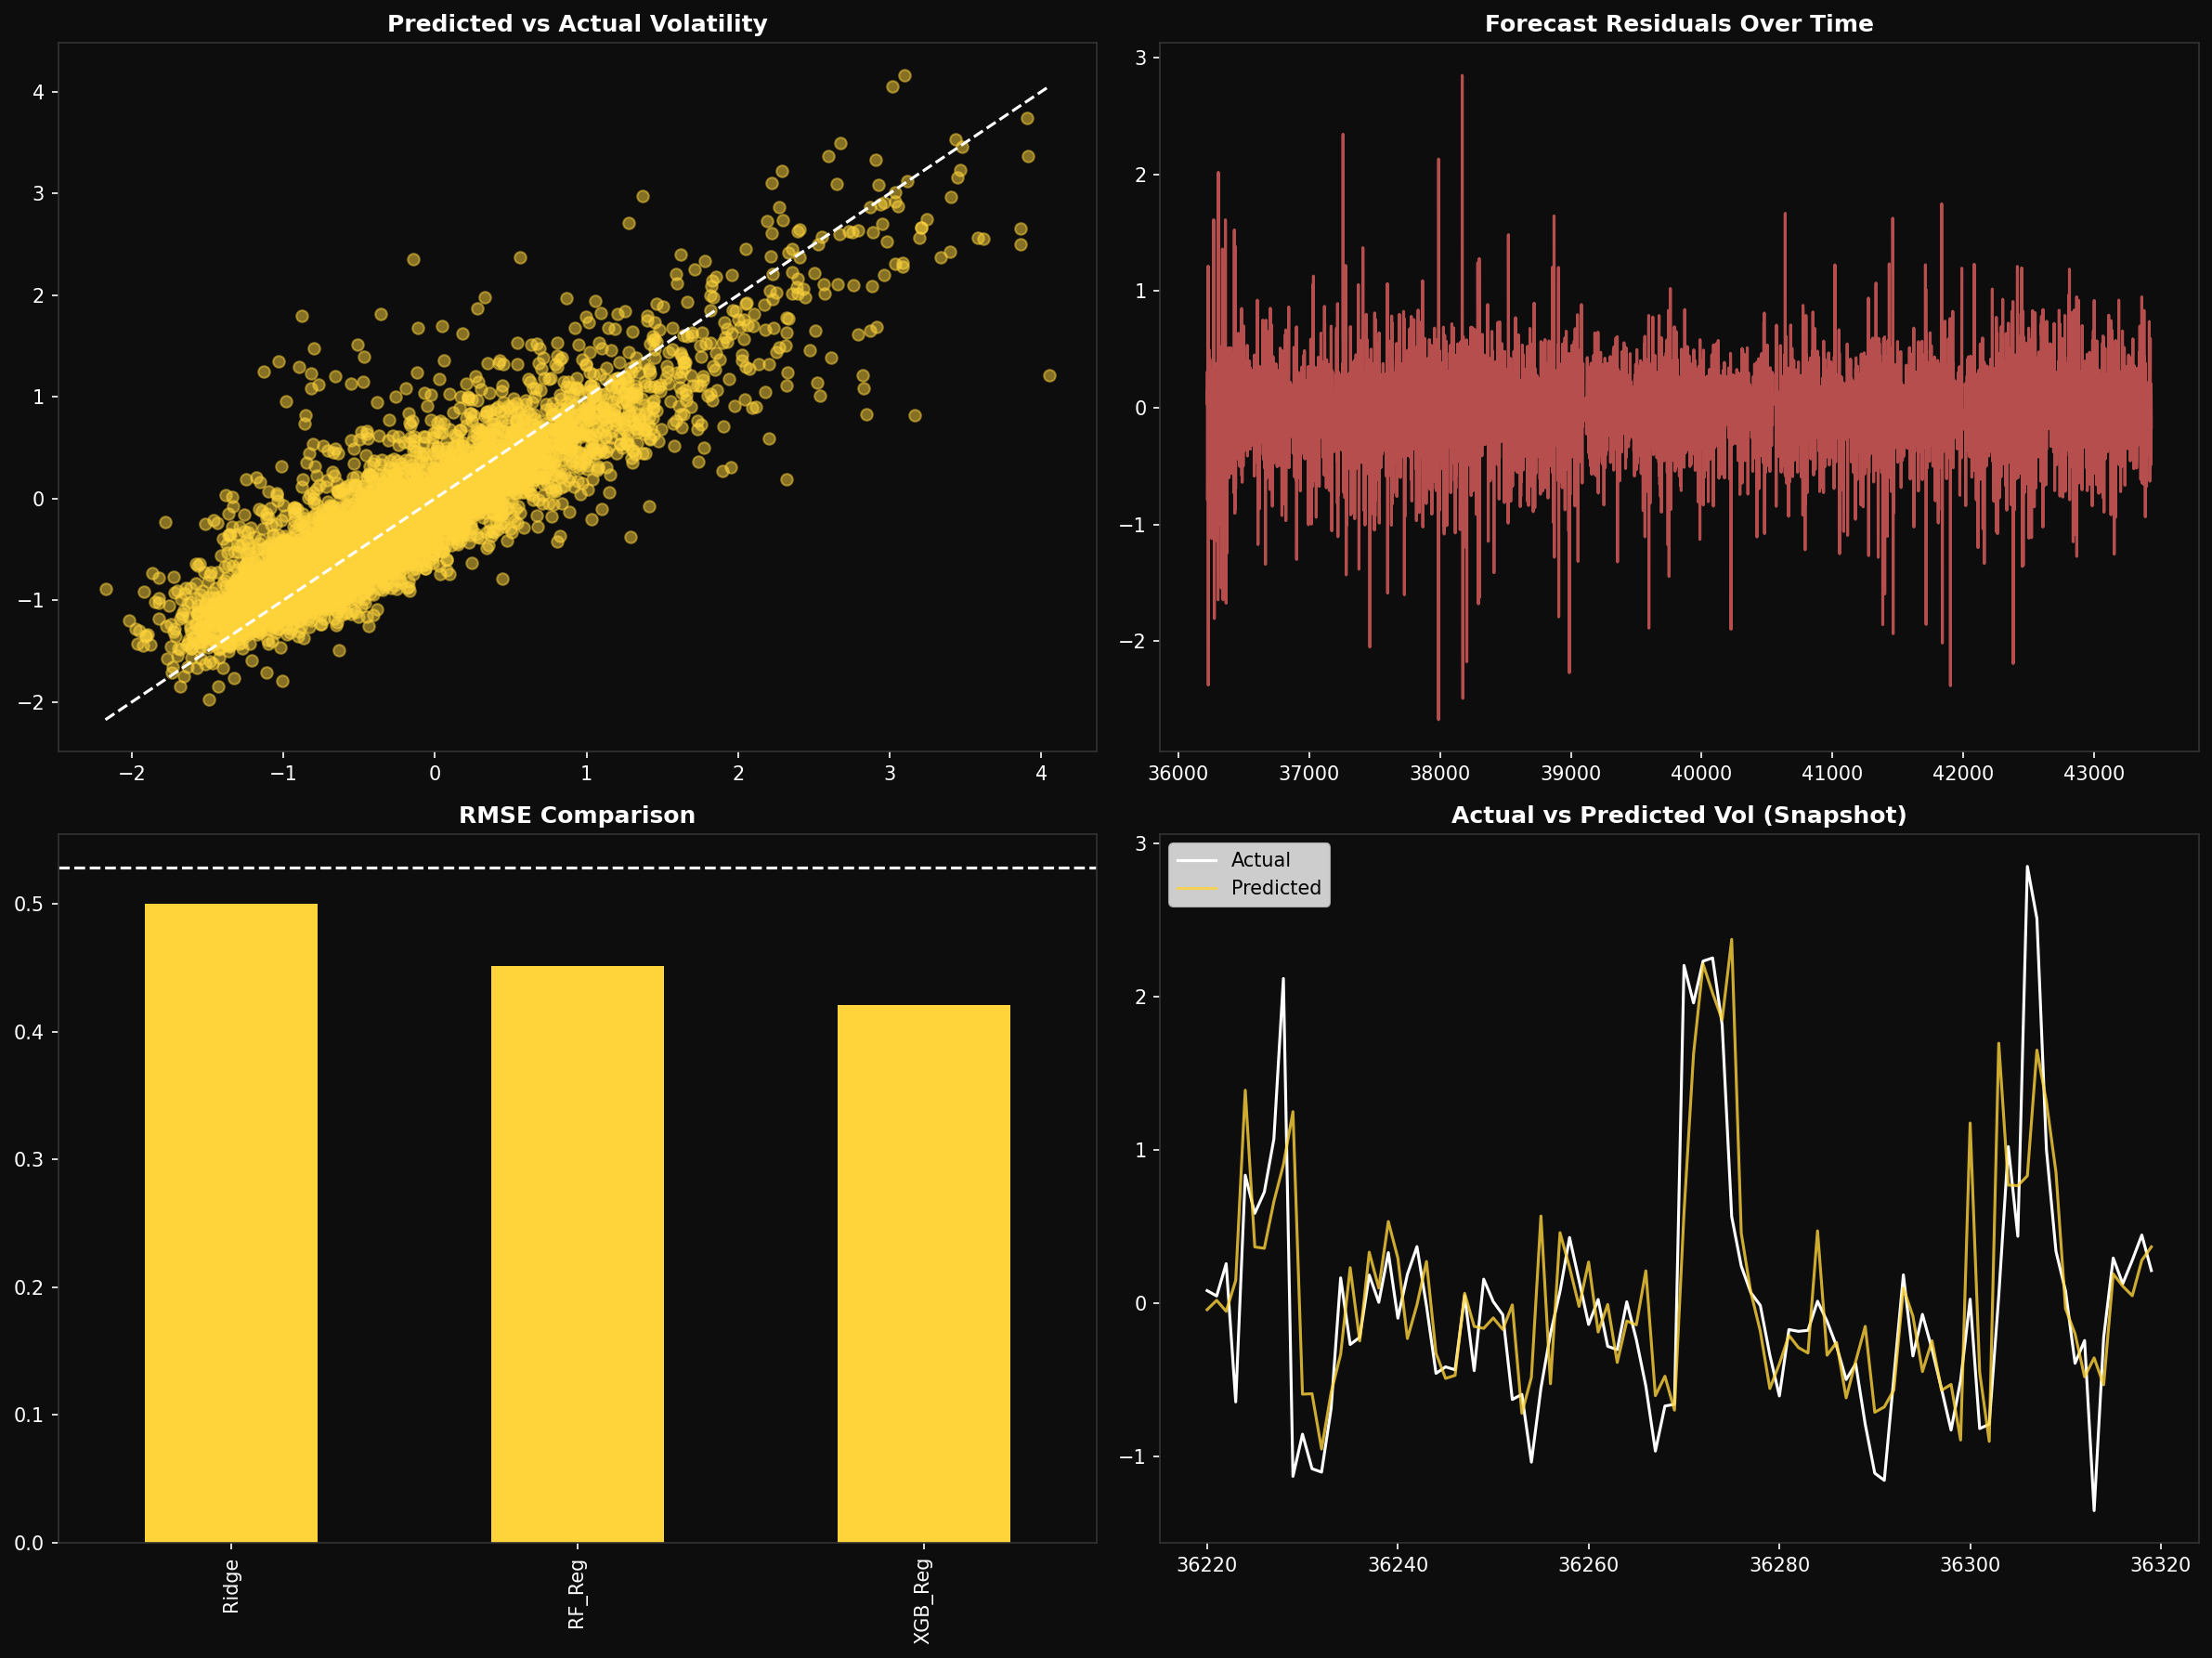 Predicted vs Actual Volatility
4
3
2
1
0
−1
−2
−2 −1 0 1 2 3 4
Forecast Residuals Over Time
3
2
1
0
−1
−2
36000 37000 38000 39000 40000 41000 42000 43000
RMSE Comparison
0.5
0.4
0.3
0.2
0.1
0.0
Ridge
RF_Reg
XGB_Reg
Actual vs Predicted Vol (Snapshot)
Actual
Predicted
3
2
1
0
−1
36220 36240 36260 36280 36300 36320